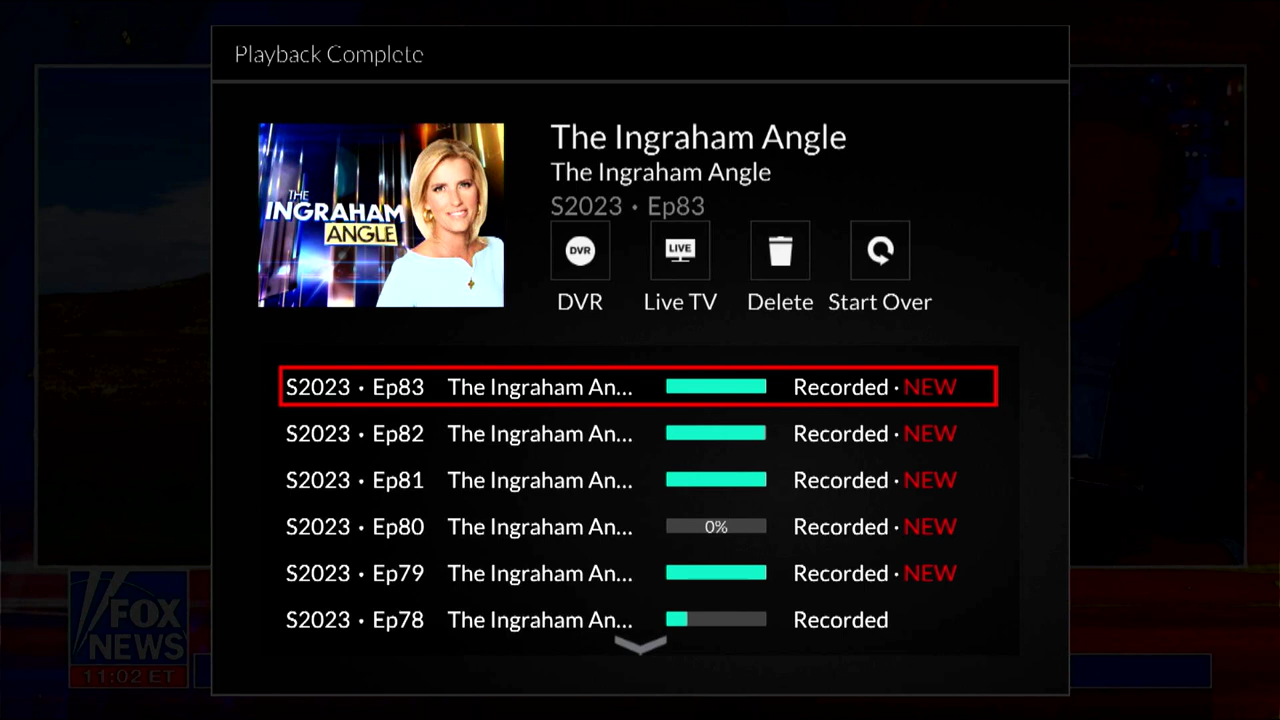 Playback Complete
THE
INGRAHAM
ANGLE
The Ingraham Angle
The Ingraham Angle
S2023 • Ep83
DVR
LIVE
DVR Live TV Delete Start Over
S2023 • Ep83 The Ingraham An... Recorded · NEW
S2023 • Ep82 The Ingraham An... Recorded · NEW
S2023 • Ep81 The Ingraham An... Recorded · NEW
S2023 • Ep80 The Ingraham An... 0% Recorded · NEW
S2023 • Ep79 The Ingraham An... Recorded · NEW
S2023 • Ep78 The Ingraham An... Recorded
FOX
NEWS
11:02 ET